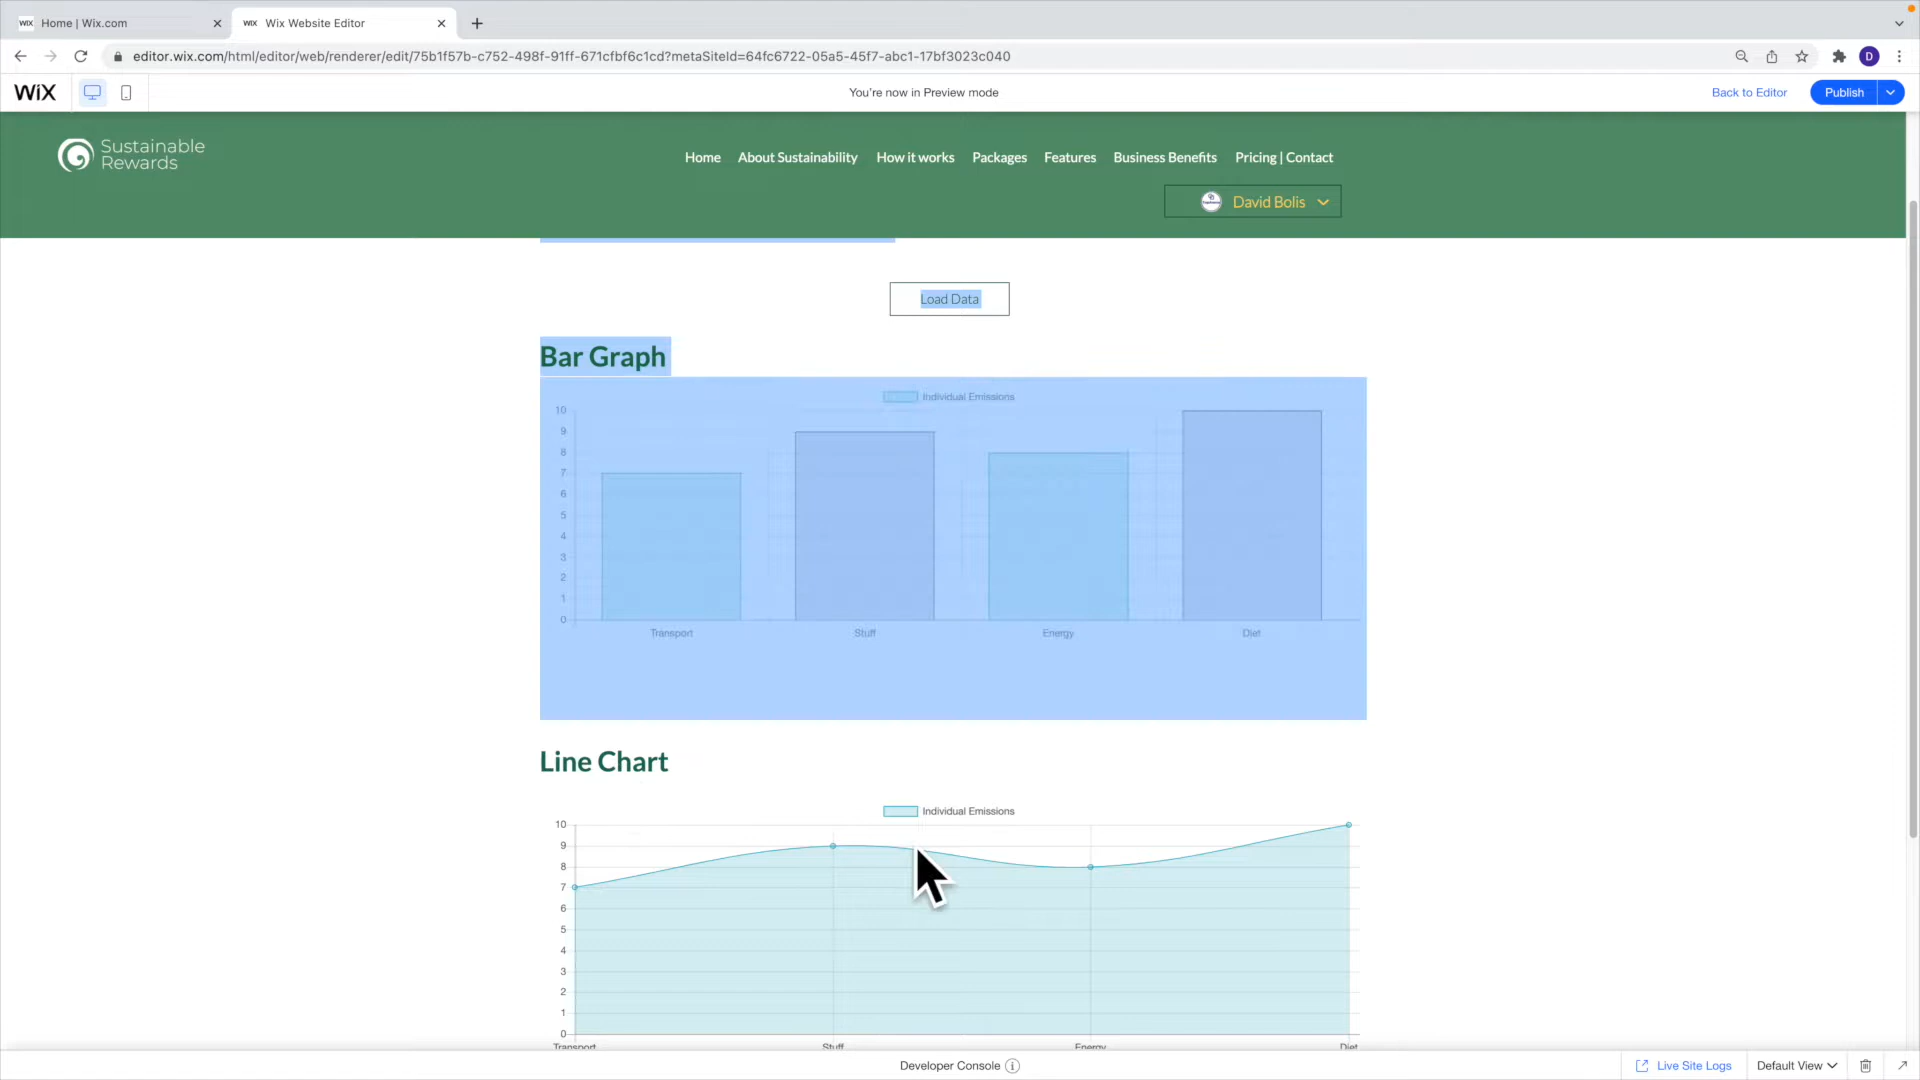 WiX Home | Wix.com
WiX Wix Website Editor
editor.wix.com/html/editor/web/renderer/edit/75b1f57b-c752-498f-91ff-671cfbf6c1cd?metaSiteId=64fc6722-05a5-45f7-abc1-17bf3023c040
D
WiX
You're now in Preview mode
Back to Editor
Publish
Sustainable
Rewards
Home About Sustainability How it works Packages Features Business Benefits Pricing | Contact
David Bolis
Load Data
Bar Graph
Individual Emissions
10
9
8
7
6
5
4
3
2
1
0
Transport Stuff Energy Diet
Line Chart
Individual Emissions
10
9
8
7
6
5
4
3
2
1
0
Transport Stuff Energy Diet
Developer Console
Live Site Logs
Default View